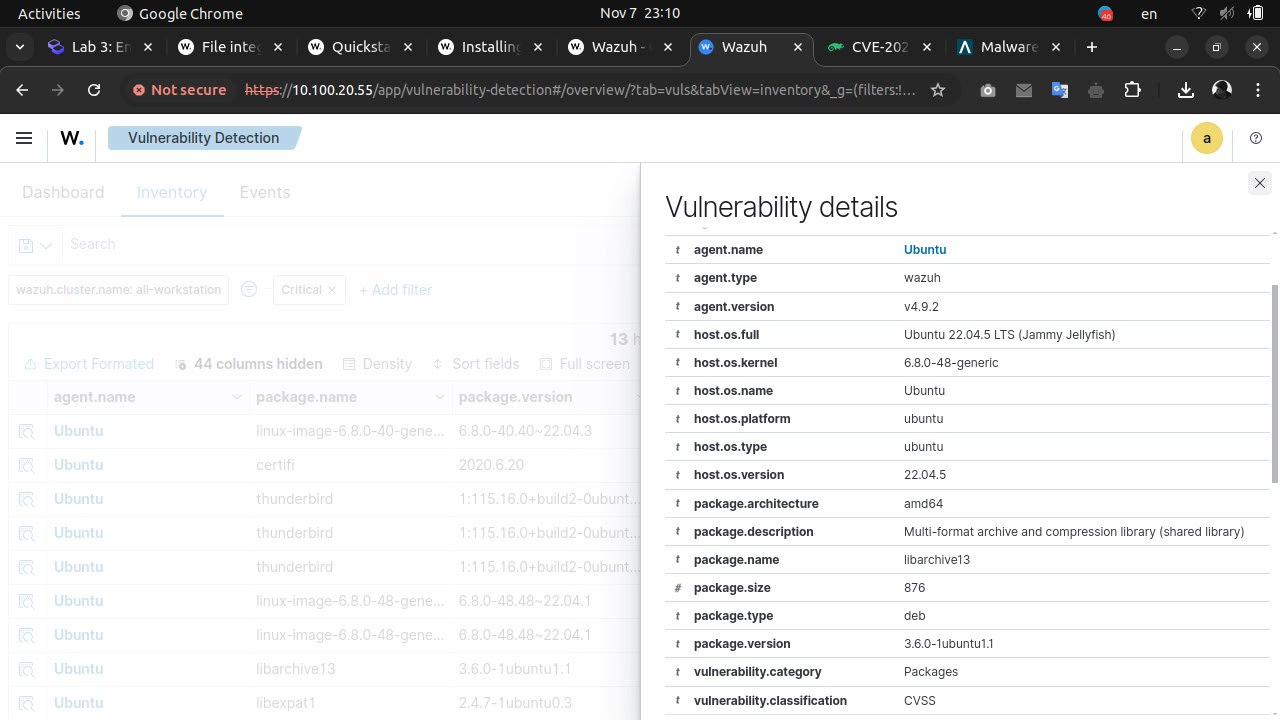 Activities Google Chrome Nov 7 23:10 en
Lab 3: En File integ Quicksta Installing Wazuh - Wazuh CVE-202 Malware
Not secure https://10.100.20.55/app/vulnerability-detection#/overview/?tab=vuls&tabView=inventory&_g=(filters:!...
W. Vulnerability Detection a
Dashboard Inventory Events
Search
wazuh.cluster.name: ali-workstation Critical + Add filter
13 h
Export Formated 44 columns hidden Density Sort fields Full screen
agent.name package.name package.version
Ubuntu linux-image-6.8.0-40-gene... 6.8.0-40.40~22.04.3
Ubuntu certifi 2020.6.20
Ubuntu thunderbird 1:115.16.0+build2-0ubunt...
Ubuntu thunderbird 1:115.16.0+build2-0ubunt...
Ubuntu thunderbird 1:115.16.0+build2-0ubunt...
Ubuntu linux-image-6.8.0-48-gene... 6.8.0-48.48~22.04.1
Ubuntu linux-image-6.8.0-48-gene... 6.8.0-48.48~22.04.1
Ubuntu libarchive13 3.6.0-1ubuntu1.1
Ubuntu libexpat1 2.4.7-1ubuntu0.3
Vulnerability details
t agent.name Ubuntu
t agent.type wazuh
t agent.version v4.9.2
t host.os.full Ubuntu 22.04.5 LTS (Jammy Jellyfish)
t host.os.kernel 6.8.0-48-generic
t host.os.name Ubuntu
t host.os.platform ubuntu
t host.os.type ubuntu
t host.os.version 22.04.5
t package.architecture amd64
t package.description Multi-format archive and compression library (shared library)
t package.name libarchive13
# package.size 876
t package.type deb
t package.version 3.6.0-1ubuntu1.1
t vulnerability.category Packages
t vulnerability.classification CVSS